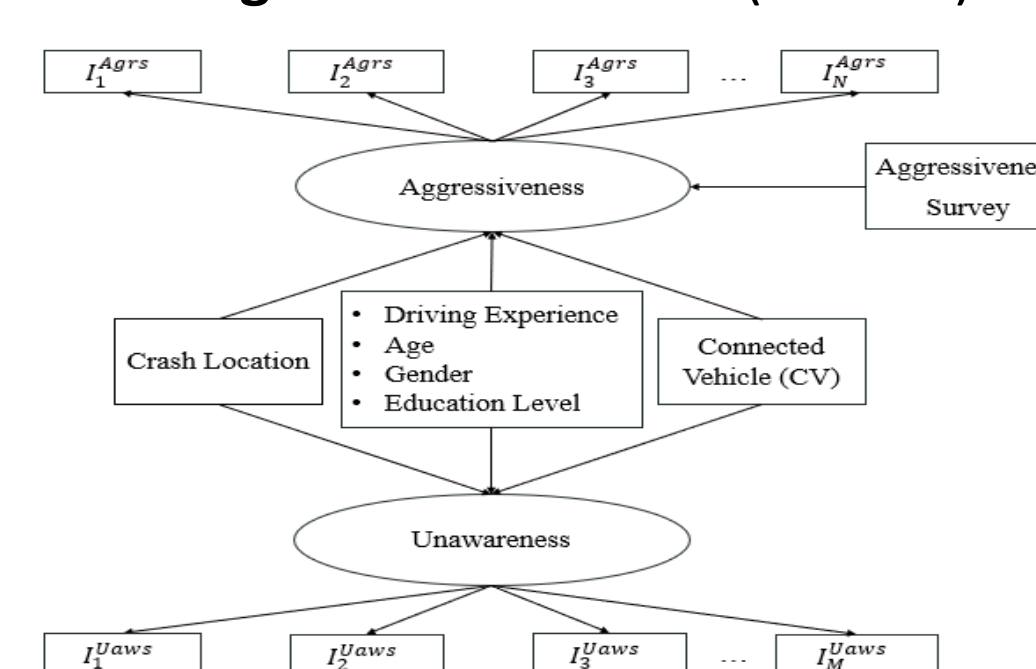 I_1^{Agrs} I_2^{Agrs} I_3^{Agrs} ... I_N^{Agrs}
Aggressiveness
Survey
• Driving Experience
• Age
• Gender
• Education Level
Crash Location
Connected
Vehicle (CV)
Unawareness
I_1^{Uaws} I_2^{Uaws} I_3^{Uaws} ... I_M^{Uaws}